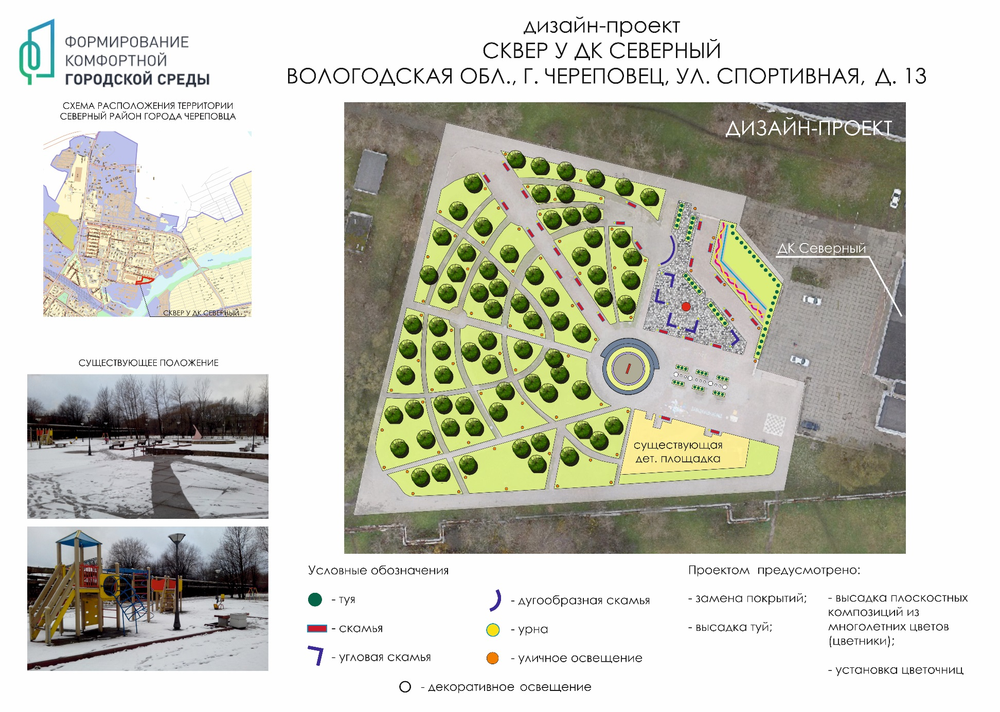 ФОРМИРОВАНИЕ
КОМФОРТНОЙ
ГОРОДСКОЙ СРЕДЫ
дизайн-проект
СКВЕР У ДК СЕВЕРНЫЙ
ВОЛОГОДСКАЯ ОБЛ., Г. ЧЕРЕПОВЕЦ, УЛ. СПОРТИВНАЯ, Д. 13
СХЕМА РАСПОЛОЖЕНИЯ ТЕРРИТОРИИ
СЕВЕРНЫЙ РАЙОН ГОРОДА ЧЕРЕПОВЦА
СКВЕР У ДК СЕВЕРНЫЙ
СУЩЕСТВУЮЩЕЕ ПОЛОЖЕНИЕ
ДИЗАЙН-ПРОЕКТ
ДК Северный
существующая
дет. площадка
Условные обозначения
- туя
- скамья
- угловая скамья
- дугообразная скамья
- урна
- уличное освещение
- декоративное освещение
Проектом предусмотрено:
- замена покрытий;
- высадка туй;
- высадка плоскостных
композиций из
многолетних цветов
(цветники);
- установка цветочниц